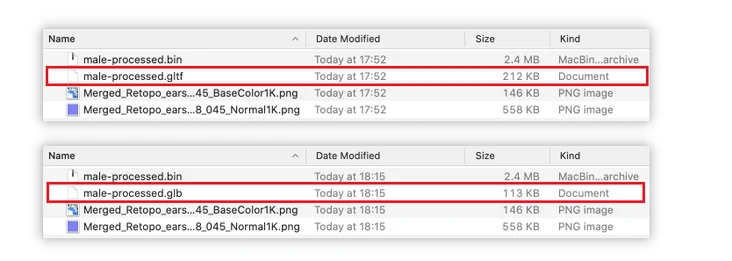 Name Date Modified Size Kind
male-processed.bin Today at 17:52 2.4 MB MacBin...archive
male-processed.gltf Today at 17:52 212 KB Document
Merged_Retopo_ears...45_BaseColor1K.png Today at 17:52 146 KB PNG image
Merged_Retopo_ears...8_045_Normal1K.png Today at 17:52 558 KB PNG image
Name Date Modified Size Kind
male-processed.bin Today at 18:15 2.4 MB MacBin...archive
male-processed.glb Today at 18:15 113 KB Document
Merged_Retopo_ears...45_BaseColor1K.png Today at 18:15 146 KB PNG image
Merged_Retopo_ears...8_045_Normal1K.png Today at 18:15 558 KB PNG image